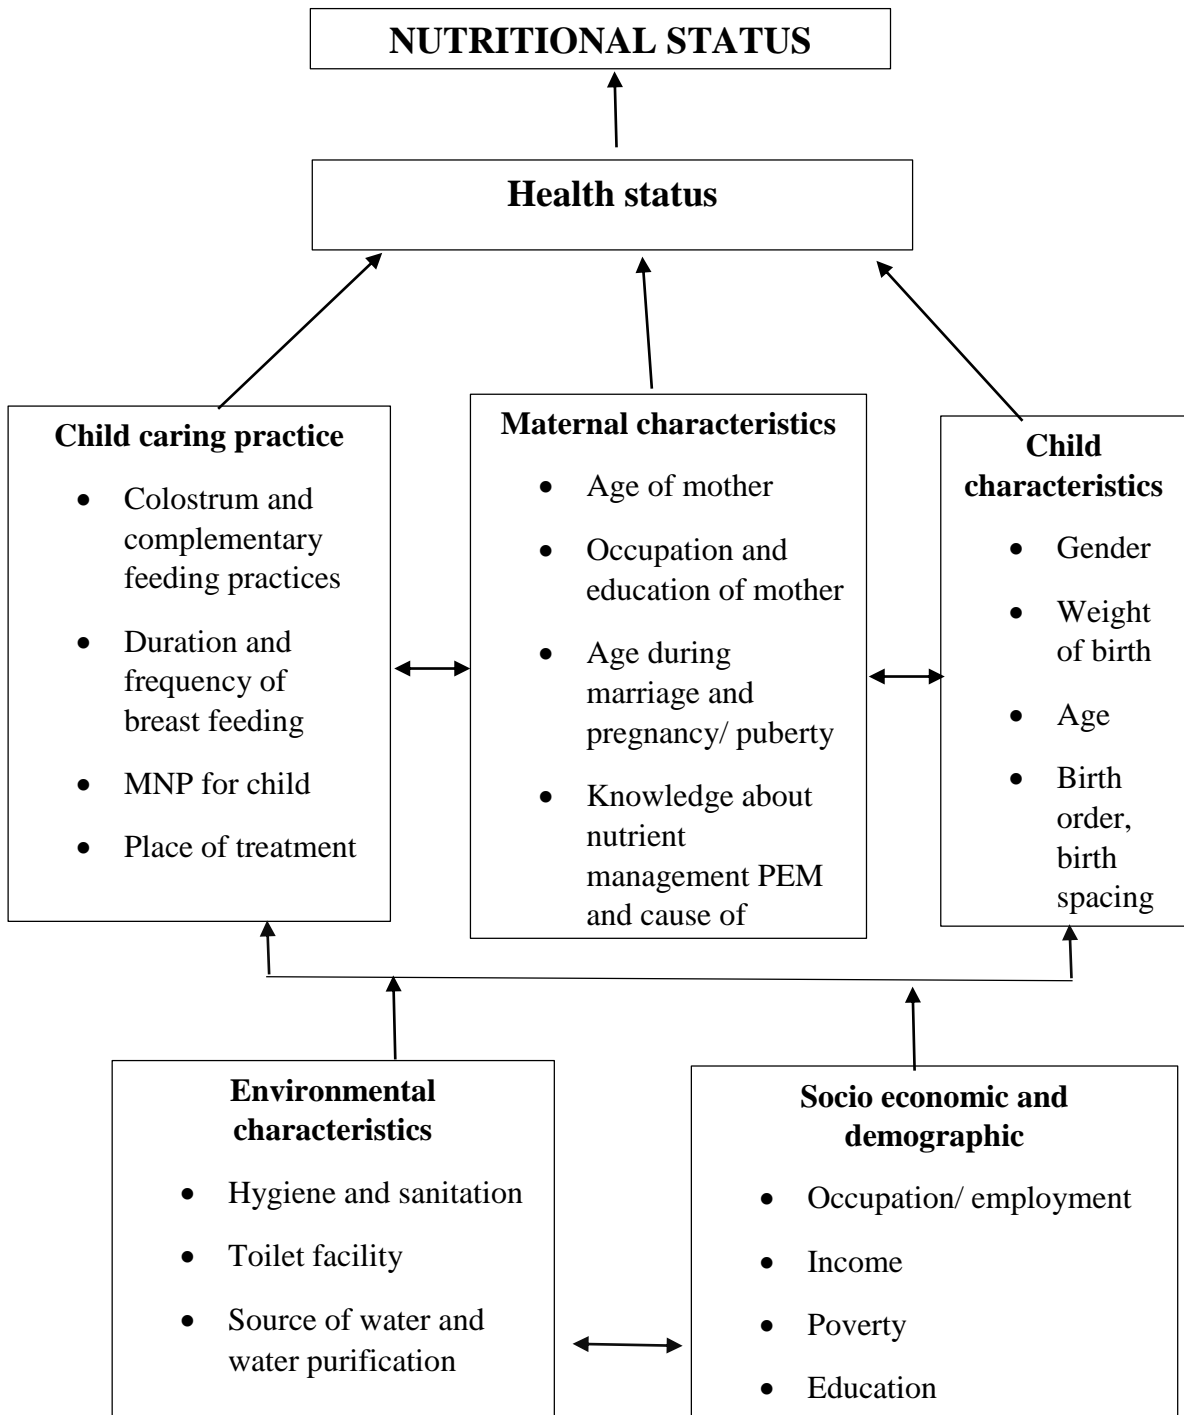 NUTRITIONAL STATUS
Health status
Child caring practice
• Colostrum and
complementary
feeding practices
• Duration and
frequency of
breast feeding
• MNP for child
• Place of treatment
Maternal characteristics
• Age of mother
• Occupation and
education of mother
• Age during
marriage and
pregnancy/ puberty
• Knowledge about
nutrient
management PEM
and cause of
Child
characteristics
• Gender
• Weight
of birth
• Age
• Birth
order,
birth
spacing
Environmental
characteristics
• Hygiene and sanitation
• Toilet facility
• Source of water and
water purification
Socio economic and
demographic
• Occupation/ employment
• Income
• Poverty
• Education